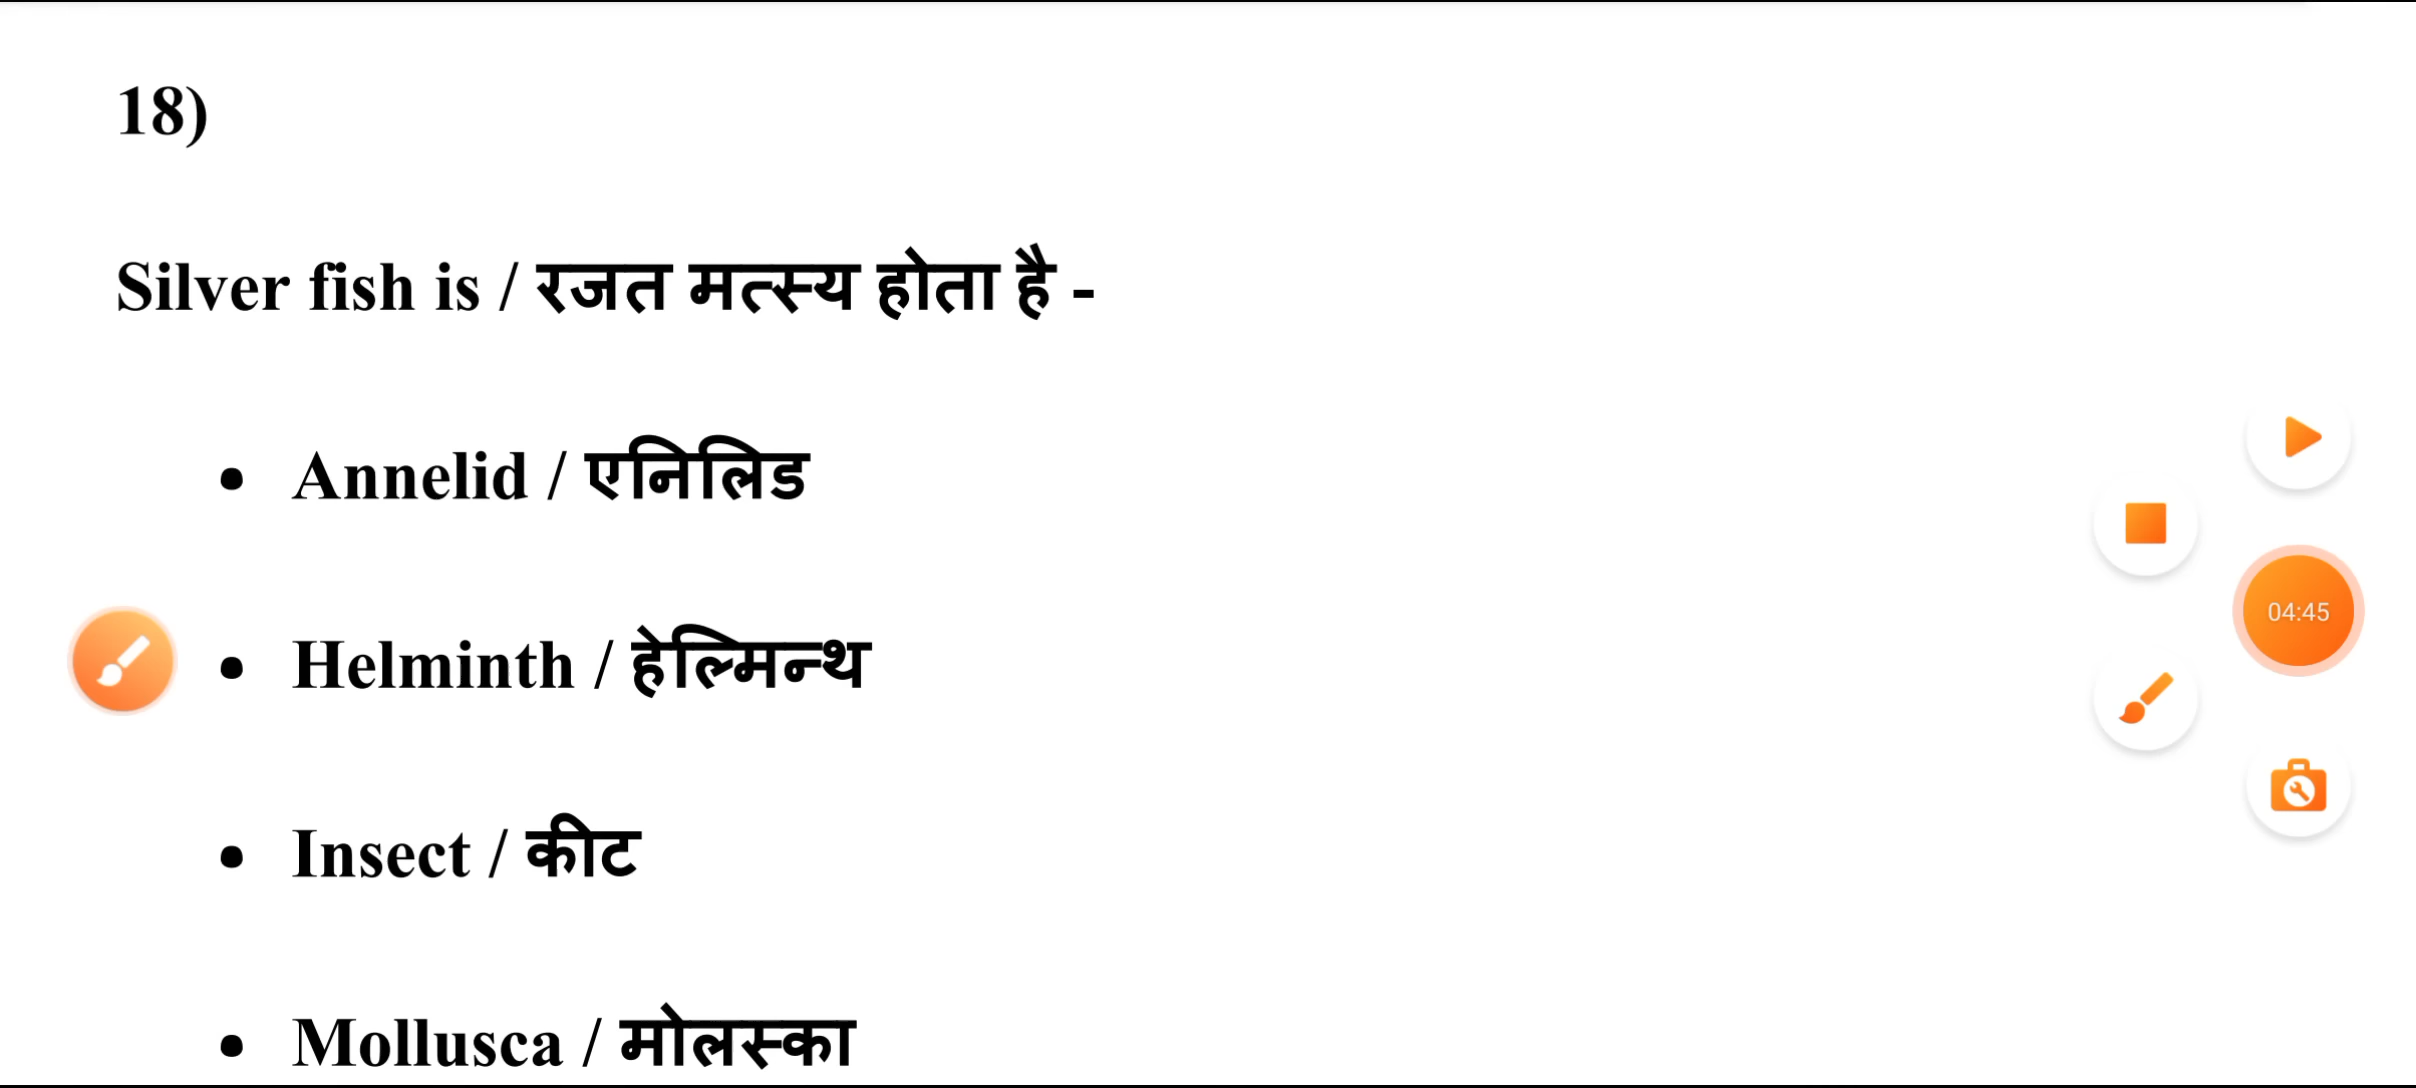 18)
Silver fish is / रजत मत्स्य होता है -
• Annelid / एनिलिड
• Helminth / हेल्मिन्थ
• Insect / कीट
• Mollusca / मोलस्का
04:45